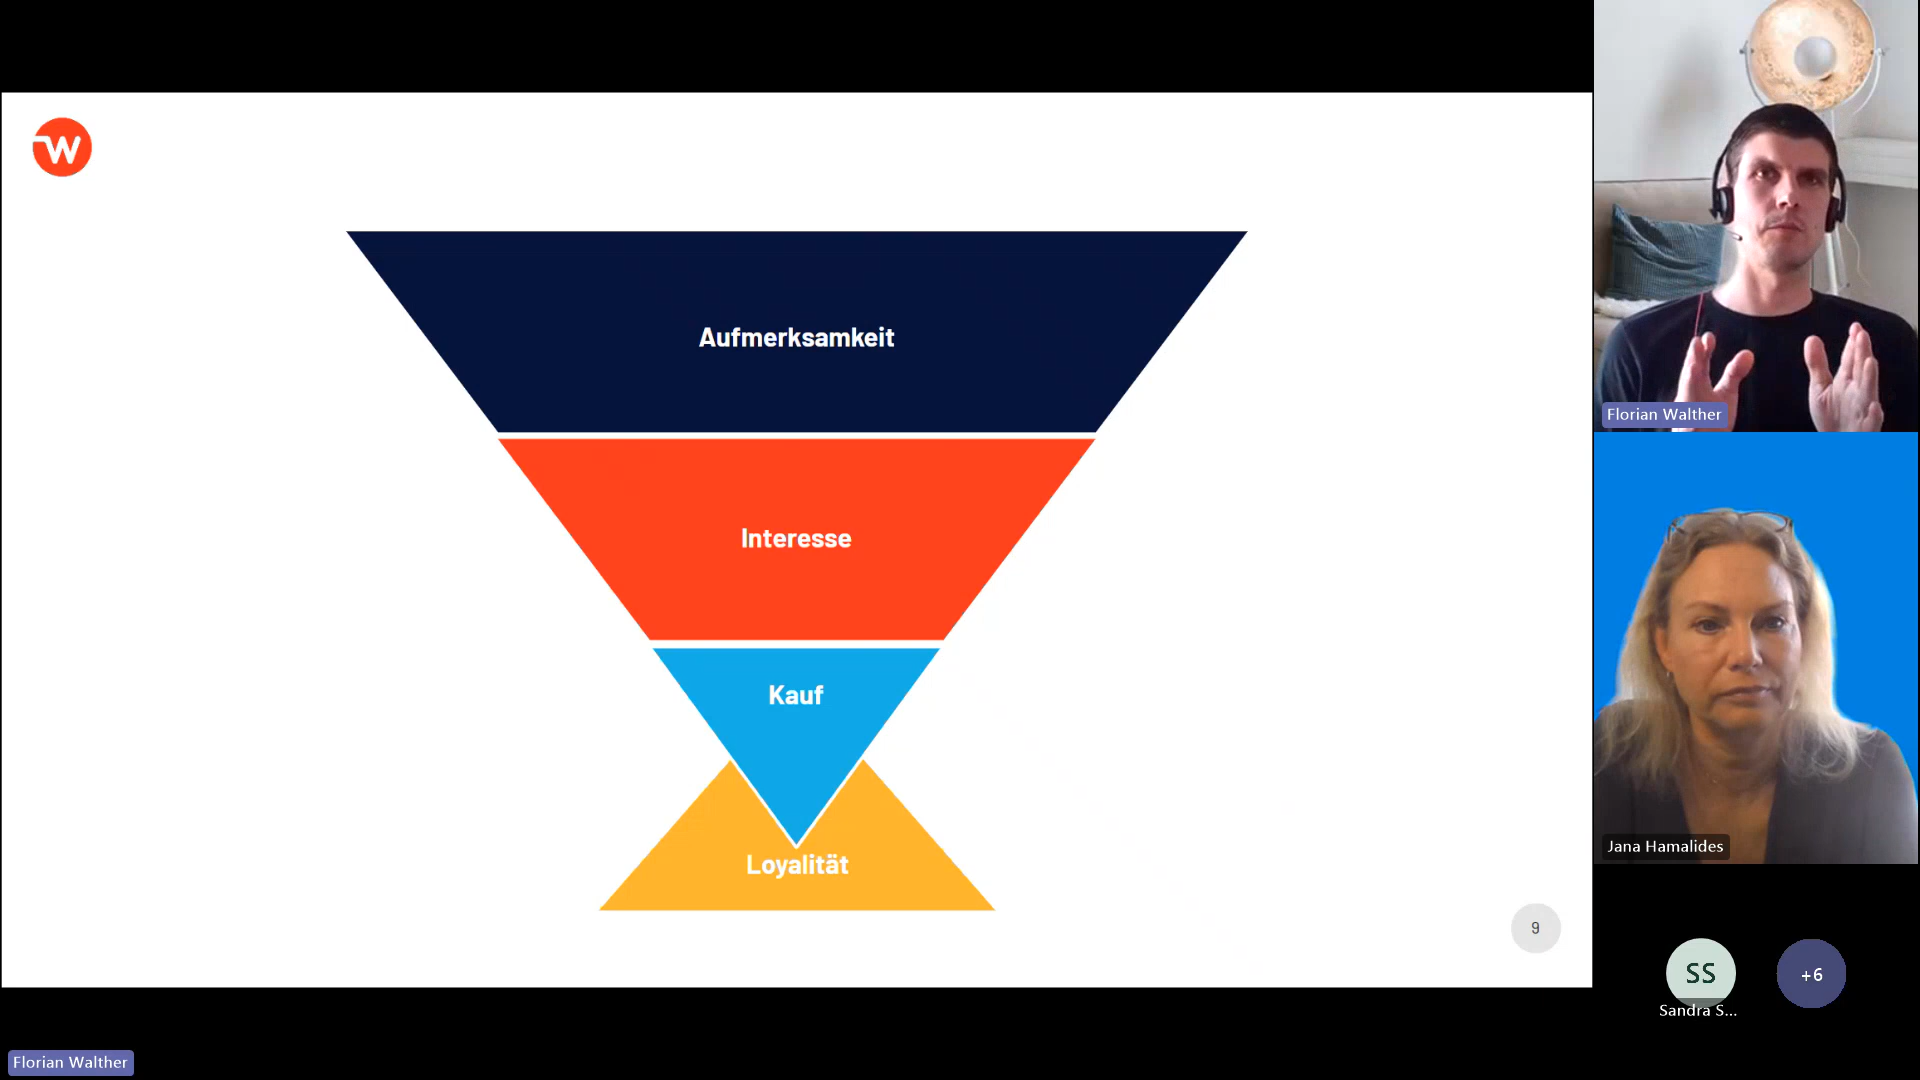 W
Aufmerksamkeit
Interesse
Kauf
Loyalität
9
Florian Walther
Jana Hamalides
SS
Sandra S...
+6
Florian Walther